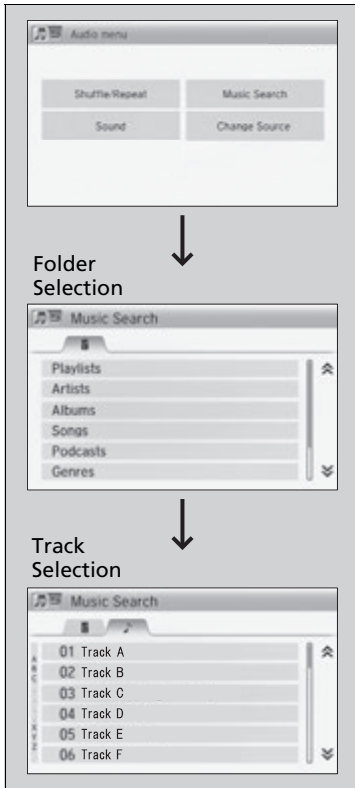 Audio menu
Shuffle/Repeat Music Search
Sound Change Source
Folder
Selection
Music Search
Playlists
Artists
Albums
Songs
Podcasts
Genres
Track
Selection
Music Search
A
B
C
X
Y
Z
01 Track A
02 Track B
03 Track C
04 Track D
05 Track E
06 Track F